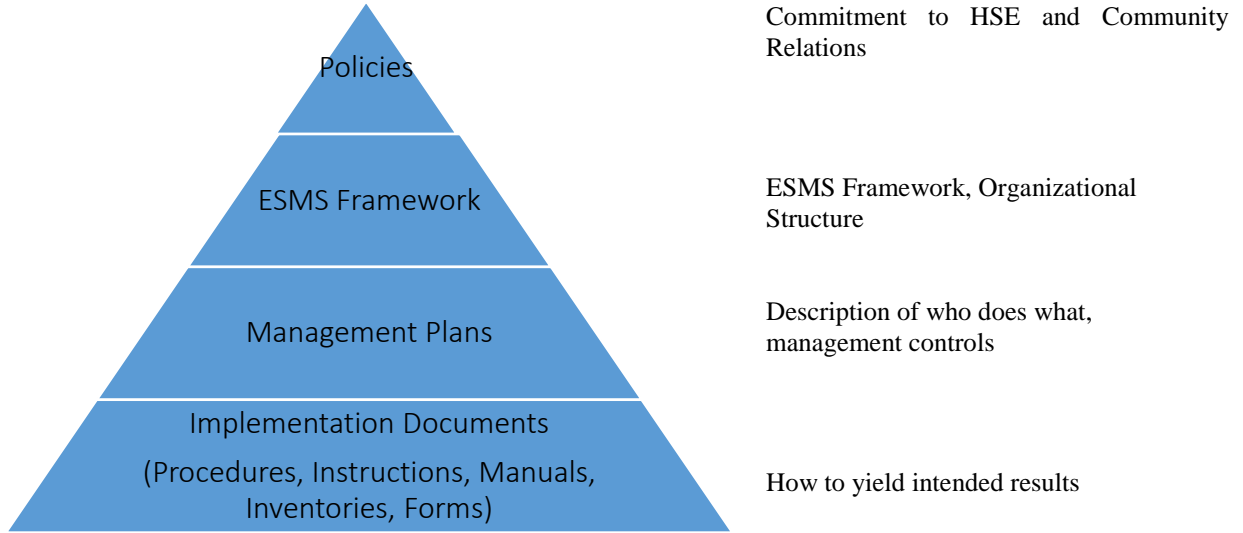 Policies
Commitment to HSE and Community
Relations
ESMS Framework
ESMS Framework, Organizational
Structure
Management Plans
Description of who does what,
management controls
Implementation Documents
(Procedures, Instructions, Manuals,
Inventories, Forms)
How to yield intended results